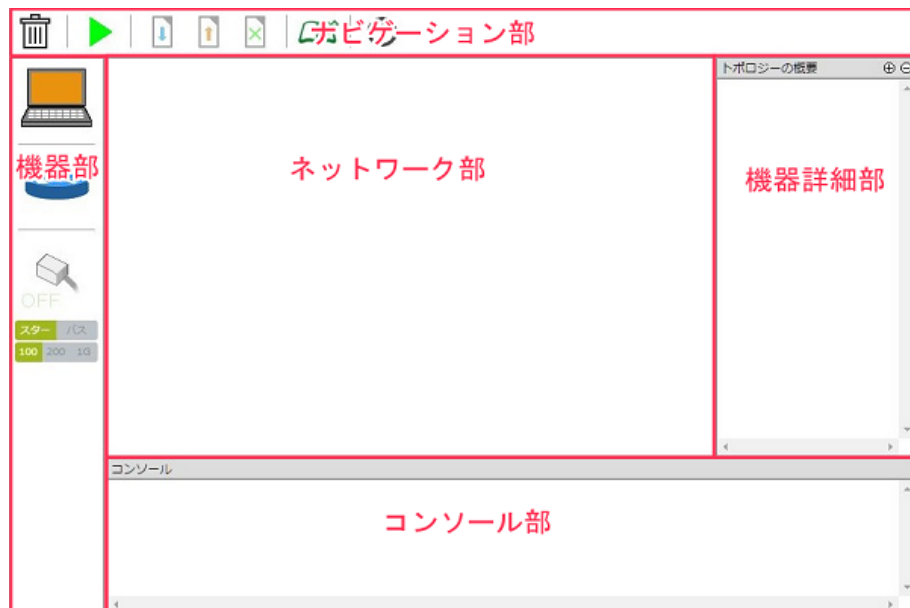 ナビゲーション部
トポロジーの概要
機器部
ネットワーク部
機器詳細部
OFF
スター バス
100 200 1G
コンソール
コンソール部